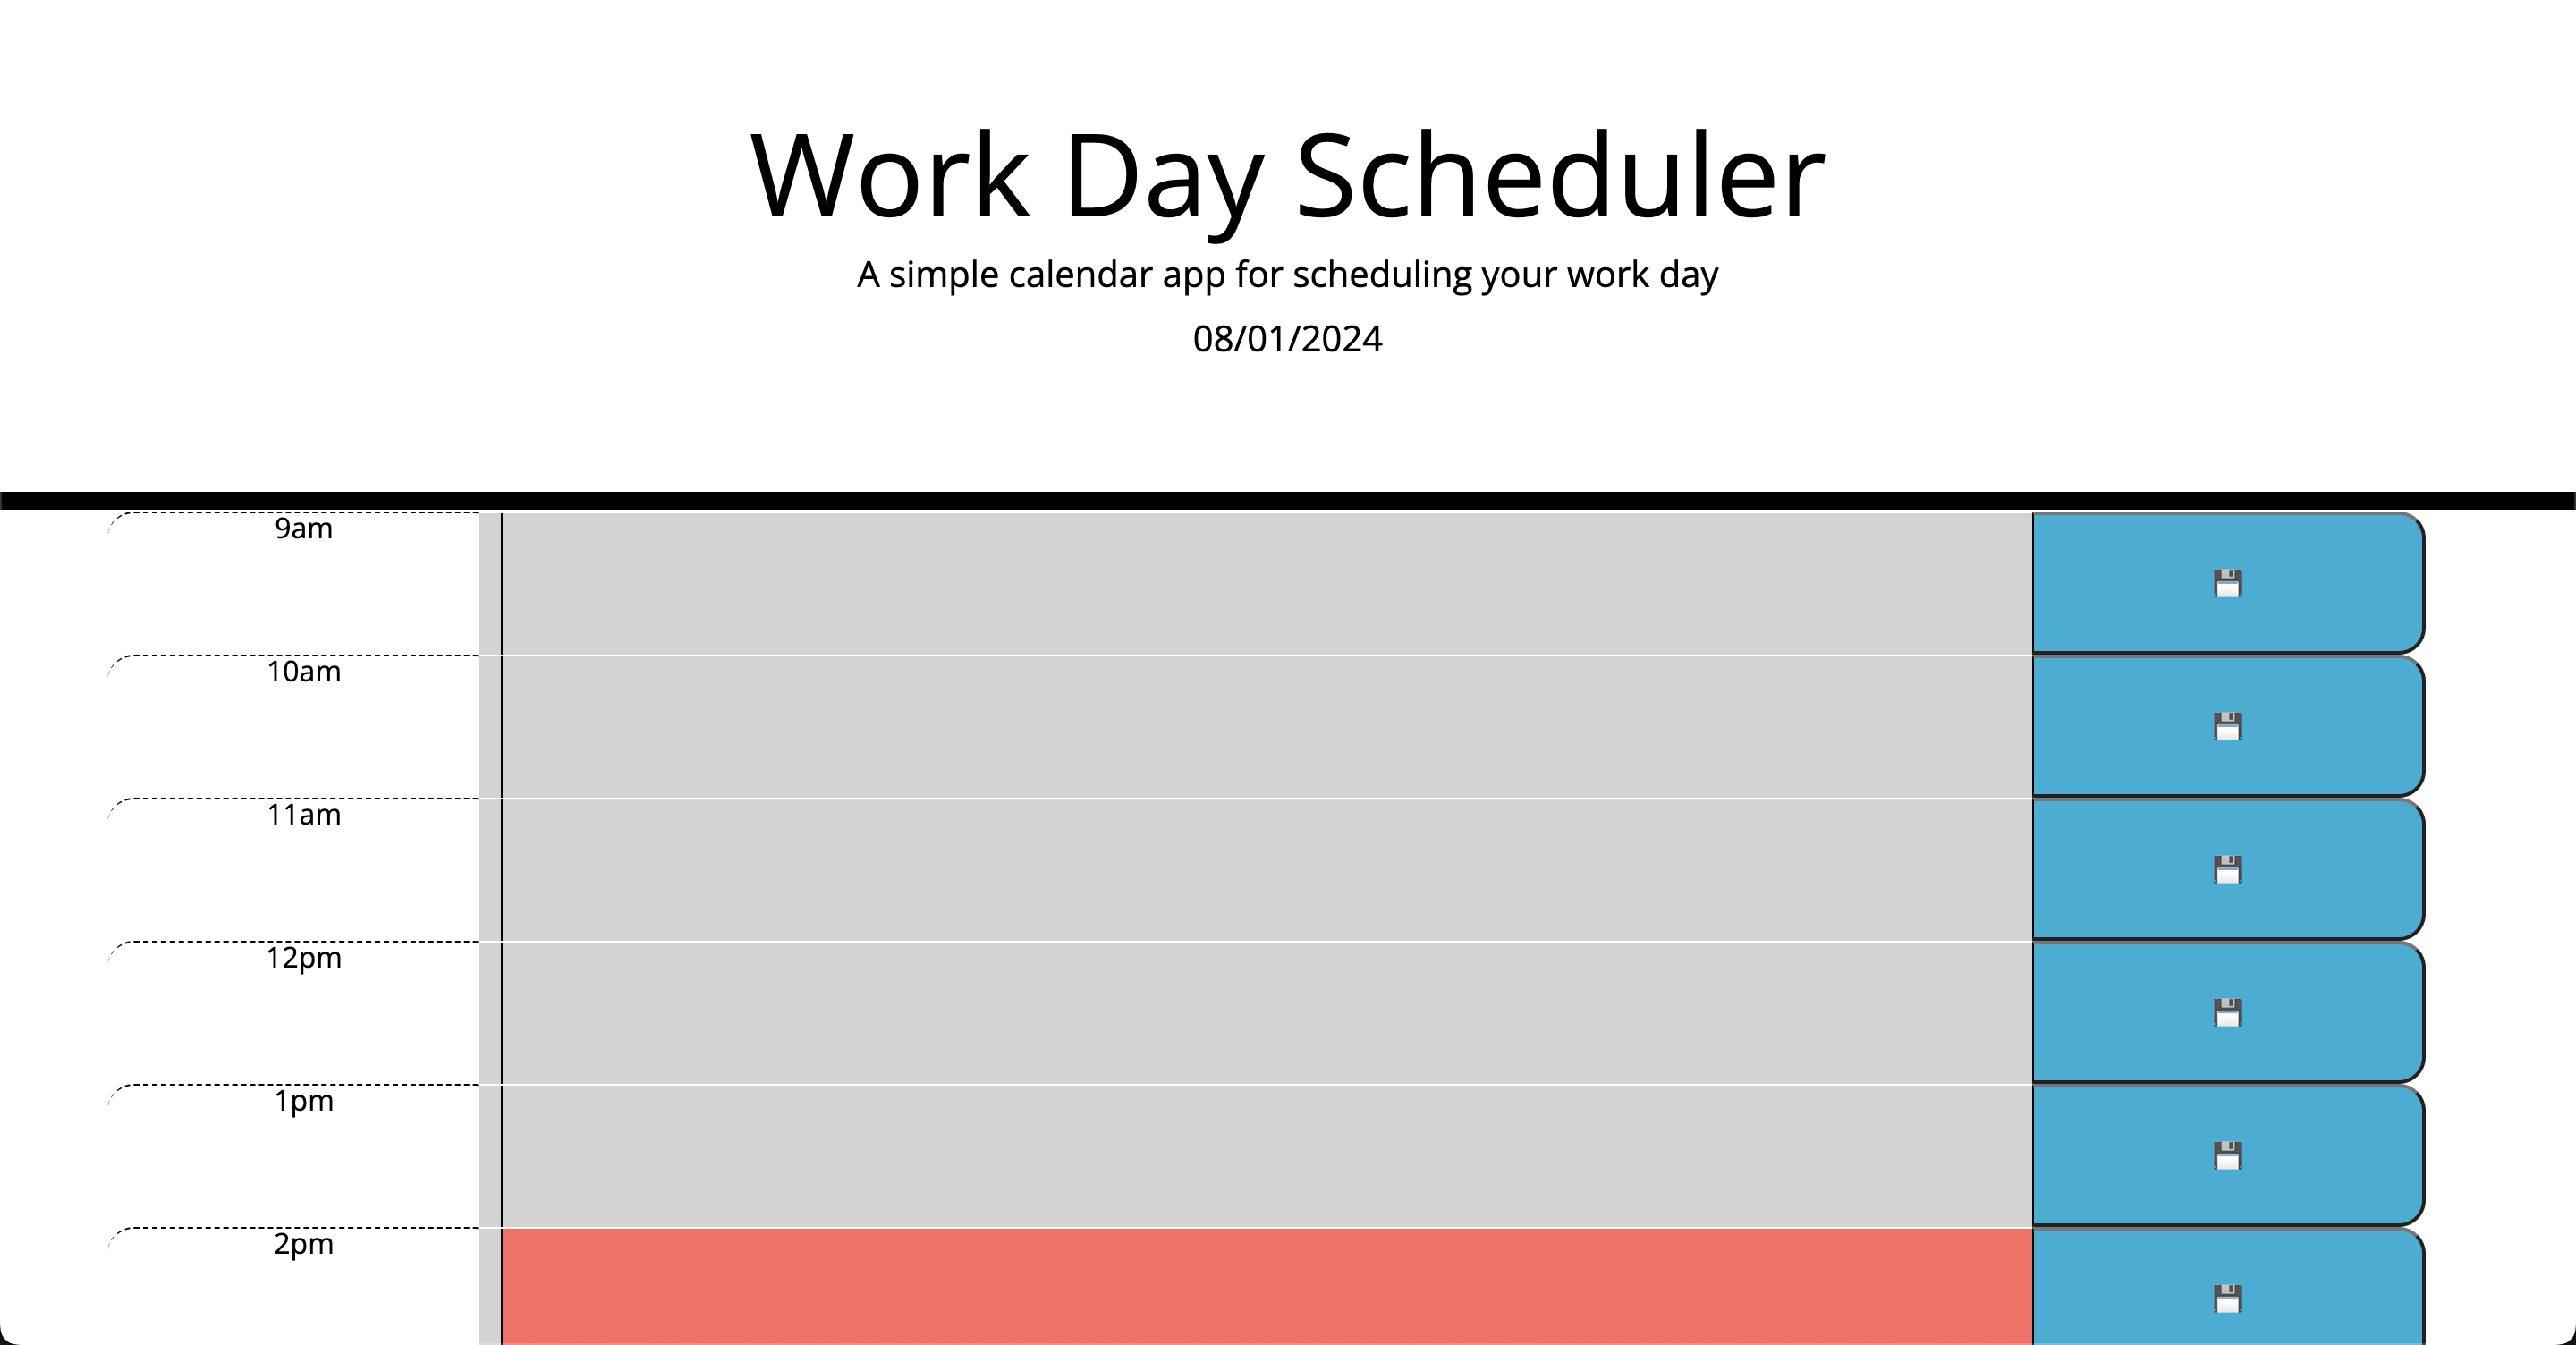 Work Day Scheduler
A simple calendar app for scheduling your work day
08/01/2024
9am
10am
11am
12pm
1pm
2pm